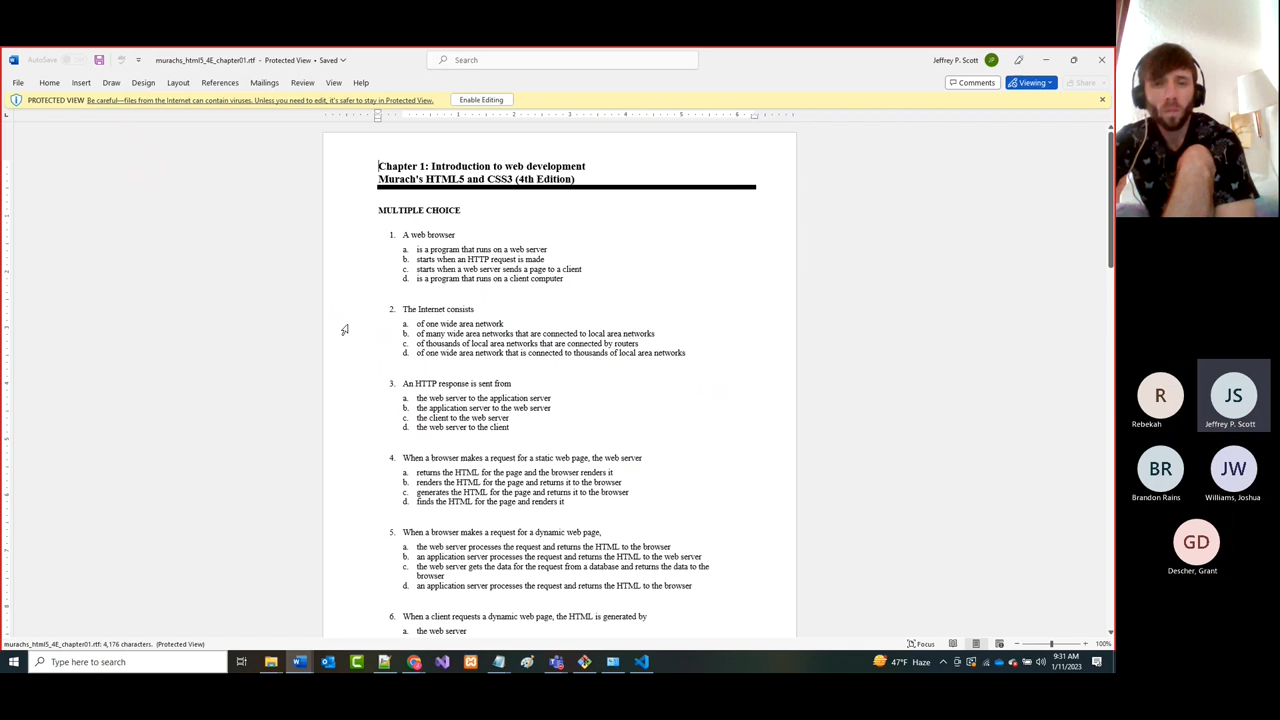 AutoSave
Off
murachs_html5_4E_chapter01.rtf - Protected View • Saved
Search
Jeffrey P. Scott
JS
File Home Insert Draw Design Layout References Mailings Review View Help
Comments
Viewing
Share
PROTECTED VIEW Be careful—files from the Internet can contain viruses. Unless you need to edit, it's safer to stay in Protected View.
Enable Editing
Chapter 1: Introduction to web development
Murach's HTML5 and CSS3 (4th Edition)
MULTIPLE CHOICE
1. A web browser
a. is a program that runs on a web server
b. starts when an HTTP request is made
c. starts when a web server sends a page to a client
d. is a program that runs on a client computer
2. The Internet consists
a. of one wide area network
b. of many wide area networks that are connected to local area networks
c. of thousands of local area networks that are connected by routers
d. of one wide area network that is connected to thousands of local area networks
3. An HTTP response is sent from
a. the web server to the application server
b. the application server to the web server
c. the client to the web server
d. the web server to the client
4. When a browser makes a request for a static web page, the web server
a. returns the HTML for the page and the browser renders it
b. renders the HTML for the page and returns it to the browser
c. generates the HTML for the page and returns it to the browser
d. finds the HTML for the page and renders it
5. When a browser makes a request for a dynamic web page,
a. the web server processes the request and returns the HTML to the browser
b. an application server processes the request and returns the HTML to the web server
c. the web server gets the data for the request from a database and returns the data to the
browser
d. an application server processes the request and returns the HTML to the browser
6. When a client requests a dynamic web page, the HTML is generated by
a. the web server
murachs_html5_4E_chapter01.rtf: 4,176 characters. (Protected View)
Focus
100%
Type here to search
47°F Haze
9:31 AM
1/11/2023
R
Rebekah
JS
Jeffrey P. Scott
BR
Brandon Rains
JW
Williams, Joshua
GD
Descher, Grant